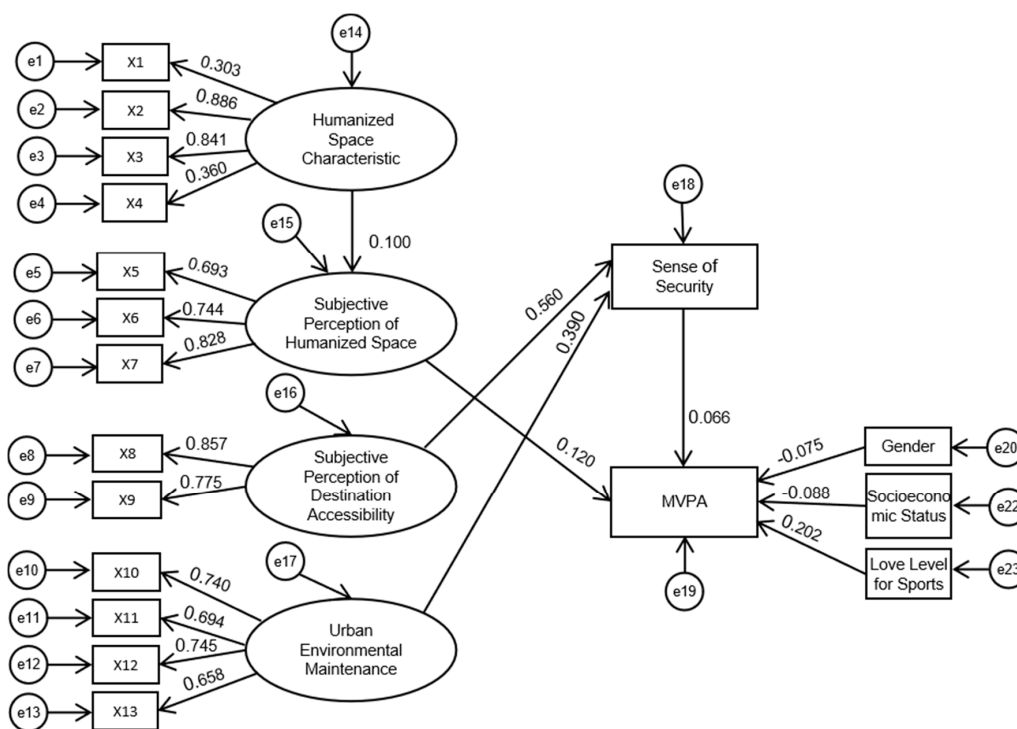 e14
e1
X1
0.303
e2
X2
0.886
e3
X3
0.841
e4
X4
0.360
Humanized
Space
Characteristic
0.100
e15
e5
X5
0.693
e6
X6
0.744
e7
X7
0.828
Subjective
Perception of
Humanized Space
e16
e8
X8
0.857
e9
X9
0.775
Subjective
Perception of
Destination
Accessibility
e17
e10
X10
0.740
e11
X11
0.694
e12
X12
0.745
e13
X13
0.658
Urban
Environmental
Maintenance
0.560
0.390
0.120
e18
Sense of
Security
0.066
MVPA
e19
-0.075
Gender
e20
-0.088
Socioecono
mic Status
e22
0.202
Love Level
for Sports
e23